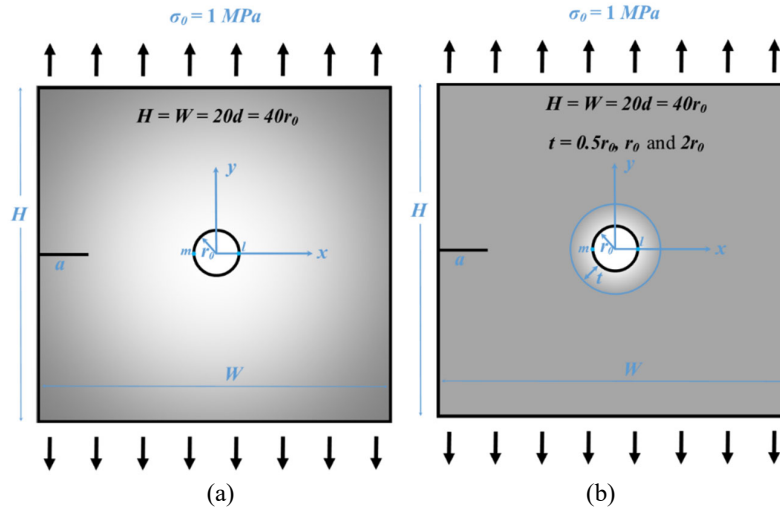 σ₀ = 1 MPa
H = W = 20d = 40r₀
y
H
m
r₀
l
x
a
W
(a)
σ₀ = 1 MPa
H = W = 20d = 40r₀
t = 0.5r₀, r₀ and 2r₀
y
H
m
r₀
l
x
a
t
W
(b)